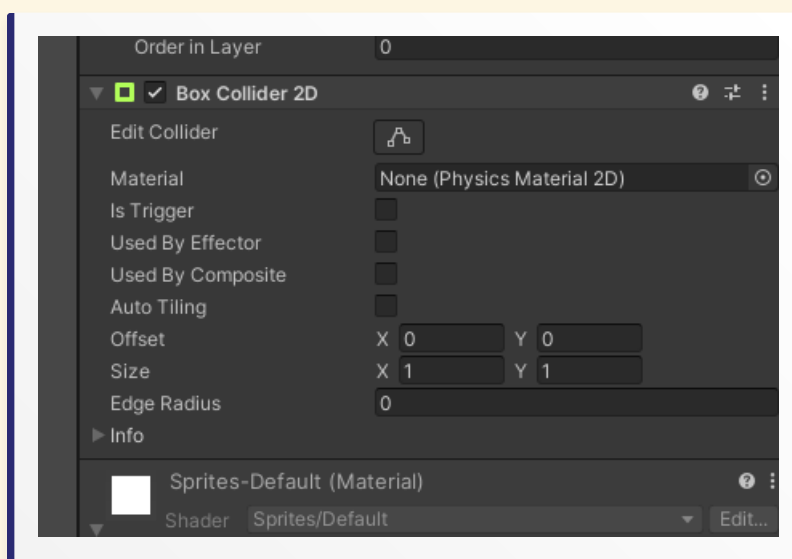 Order in Layer 0
Box Collider 2D
Edit Collider
Material None (Physics Material 2D)
Is Trigger
Used By Effector
Used By Composite
Auto Tiling
Offset X 0 Y 0
Size X 1 Y 1
Edge Radius 0
Info
Sprites-Default (Material)
Shader Sprites/Default Edit...